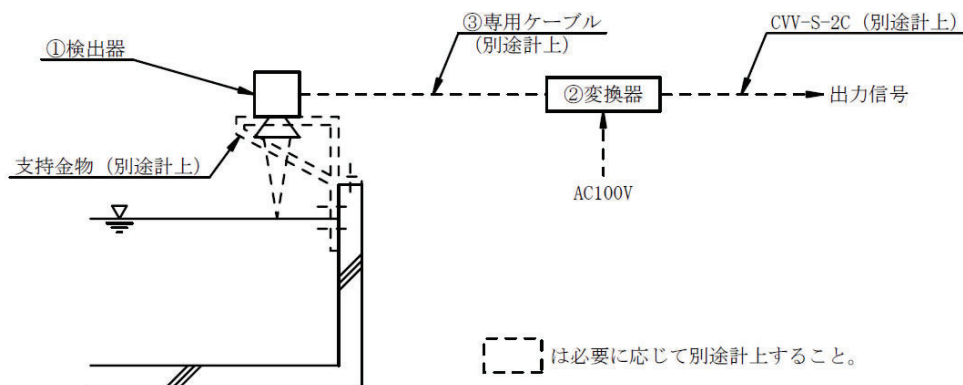 ③専用ケーブル
(別途計上)
CVV-S-2C (別途計上)
①検出器
②変換器
出力信号
支持金物 (別途計上)
AC100V
は必要に応じて別途計上すること。